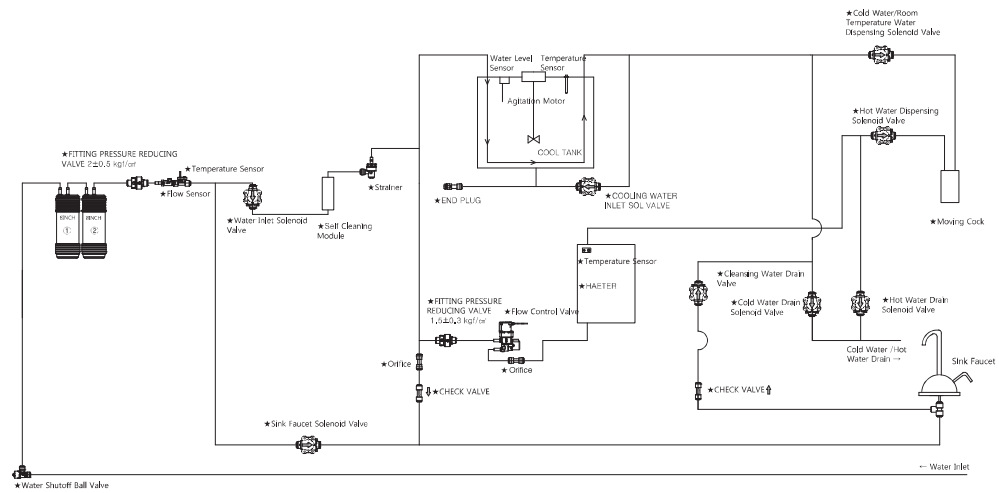 ★Cold Water/Room
Temperature Water
Dispensing Solenoid Valve
Water Level
Sensor
Temperature
Sensor
Agitation Motor
COOL TANK
★Hot Water Dispensing
Solenoid Valve
★FITTING PRESSURE REDUCING
VALVE 2±0.5 kgf/㎠
★Temperature Sensor
★Flow Sensor
★Strainer
★END PLUG
★COOLING WATER
INLET SOL VALVE
★Moving Cock
8INCH
①
8INCH
②
★Water Inlet Solenoid
Valve
★Self Cleaning
Module
★Temperature Sensor
★HAETER
★Cleansing Water Drain
Valve
★Cold Water Drain
Solenoid Valve
★Hot Water Drain
Solenoid Valve
★FITTING PRESSURE
REDUCING VALVE
1.5±0.3 kgf/㎠
★Flow Control Valve
Cold Water /Hot
Water Drain →
Sink Faucet
★Orifice
★Orifice
⇩★CHECK VALVE
★CHECK VALVE⇧
★Sink Faucet Solenoid Valve
← Water Inlet
★Water Shutoff Ball Valve